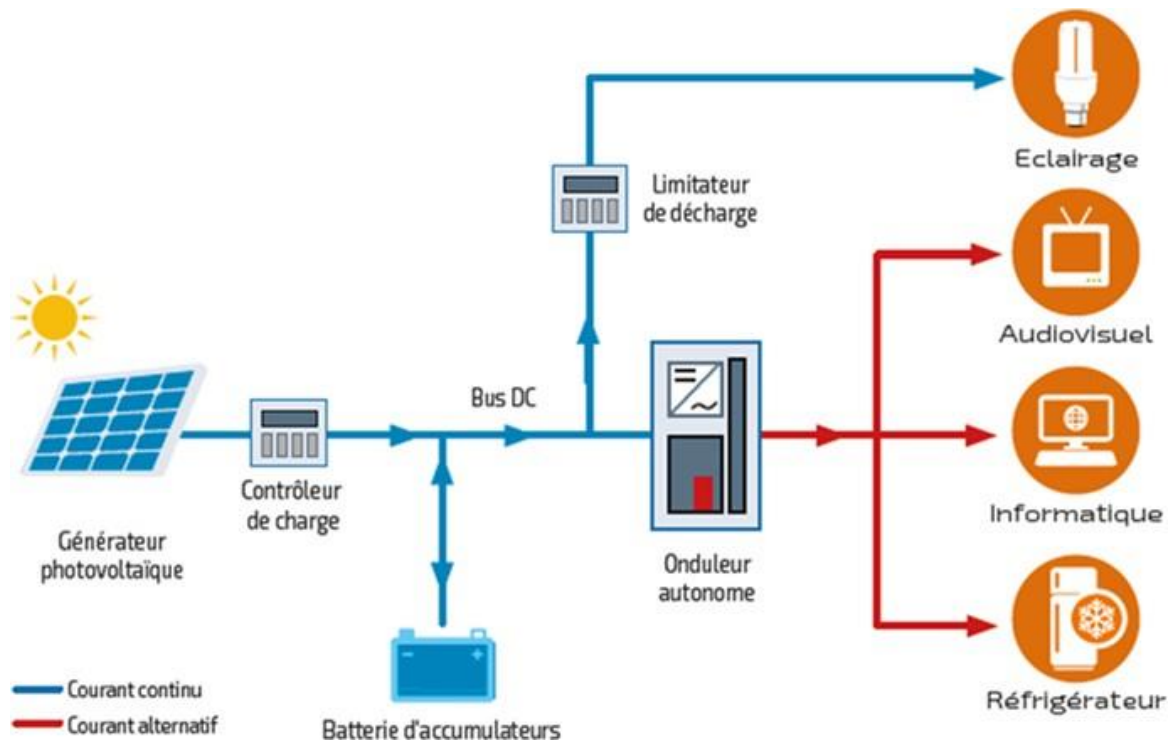 Eclairage
Limitateur
de décharge
Audiovisuel
Bus DC
Contrôleur
de charge
Informatique
Générateur
photovoltaïque
Onduleur
autonome
Courant continu
Courant alternatif
Batterie d'accumulateurs
Réfrigérateur